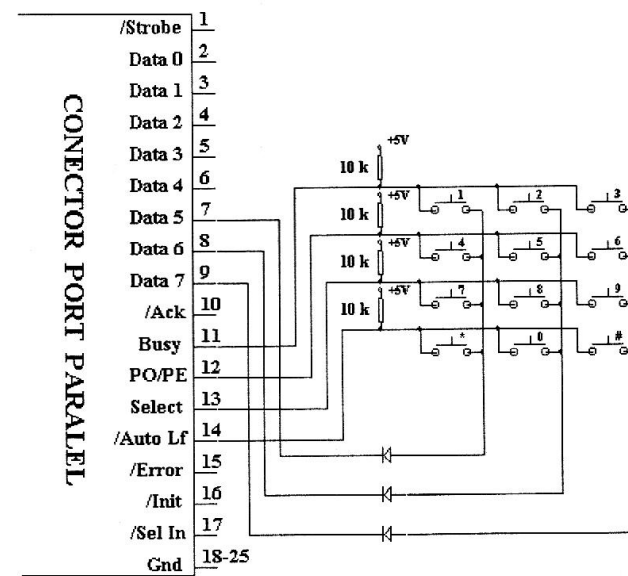 CONECTOR PORT PARALEL
/Strobe 1
Data 0 2
Data 1 3
Data 2 4
Data 3 5
Data 4 6
Data 5 7
Data 6 8
Data 7 9
/Ack 10
Busy 11
PO/PE 12
Select 13
/Auto Lf 14
/Error 15
/Init 16
/Sel In 17
Gnd 18-25
+5V
10 k
1 2 3
+5V
10 k
4 5 6
+5V
10 k
7 8 9
+5V
10 k
* 0 #